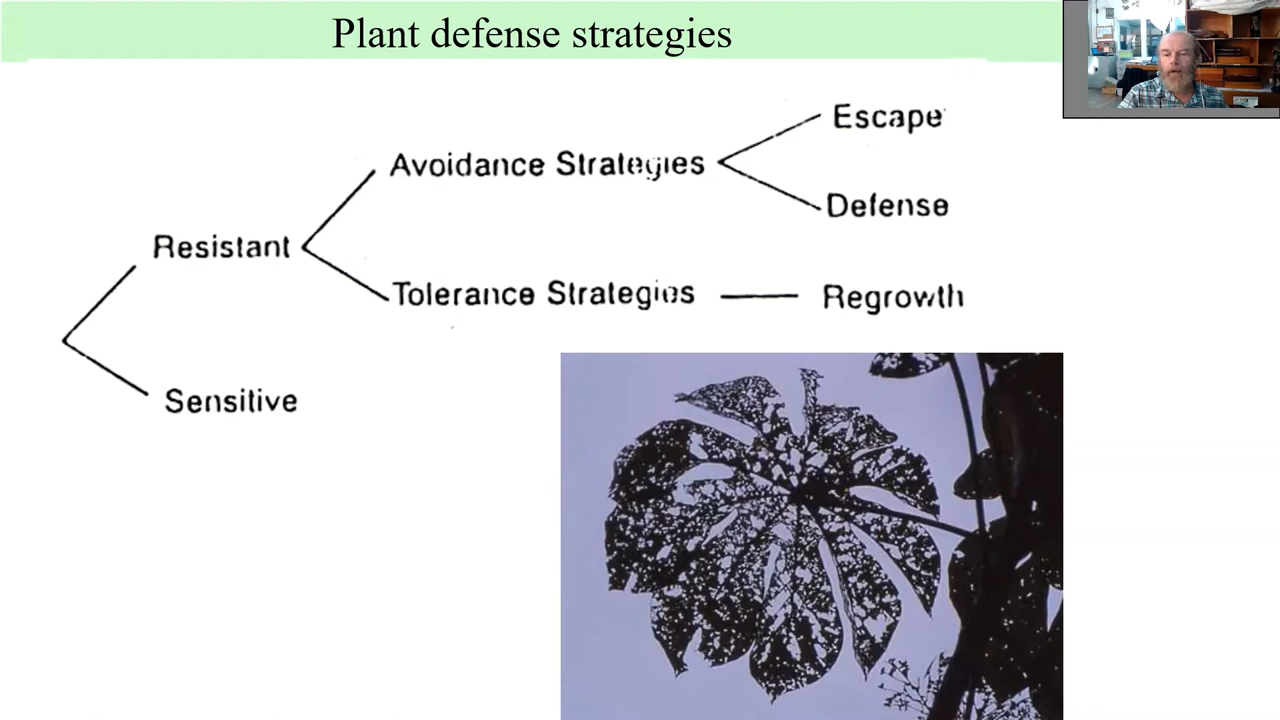 Plant defense strategies
Escape
Avoidance Strategies
Defense
Resistant
Tolerance Strategies
Regrowth
Sensitive